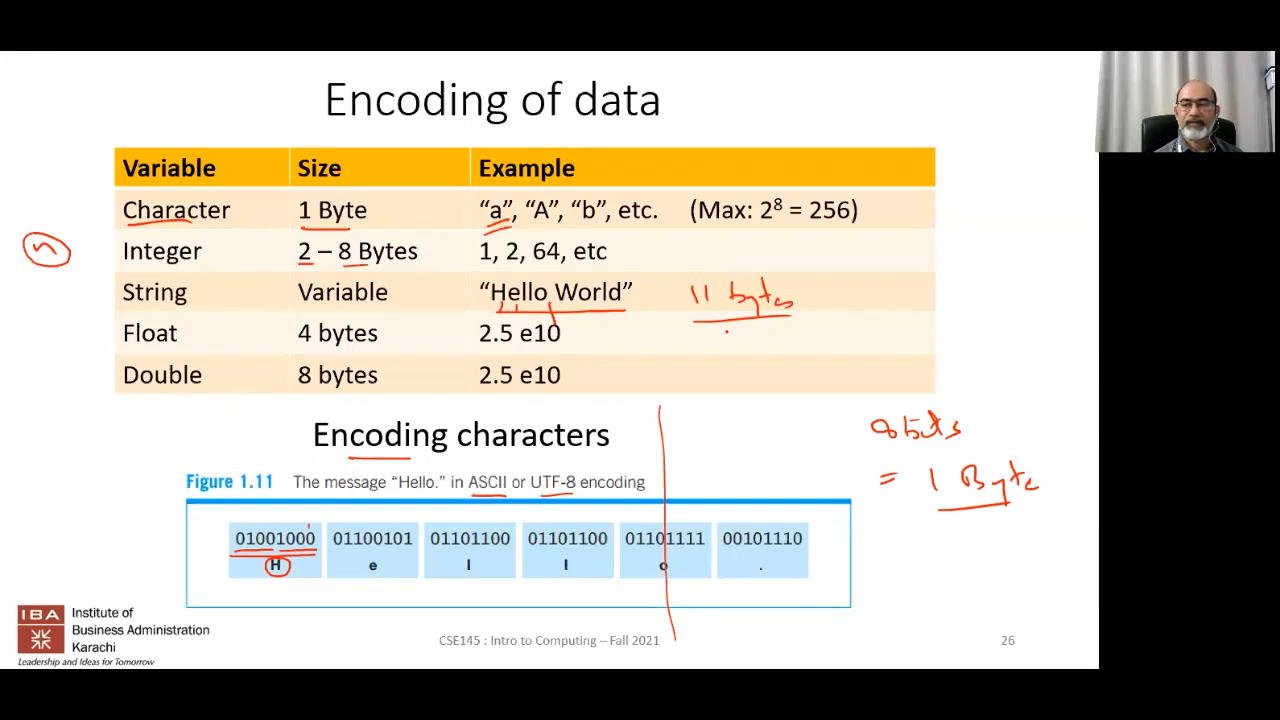 Encoding of data
Variable Size Example
Character 1 Byte “a”, “A”, “b”, etc. (Max: 2⁸ = 256)
n
Integer 2 – 8 Bytes 1, 2, 64, etc
String Variable “Hello World” 11 bytes
Float 4 bytes 2.5 e10
Double 8 bytes 2.5 e10
Encoding characters
8 bits
= 1 Byte
Figure 1.11 The message “Hello.” in ASCII or UTF-8 encoding
01001000 01100101 01101100 01101100 01101111 00101110
H e l l o .
IBA
Institute of
Business Administration
Karachi
Leadership and Ideas for Tomorrow
CSE145 : Intro to Computing – Fall 2021
26